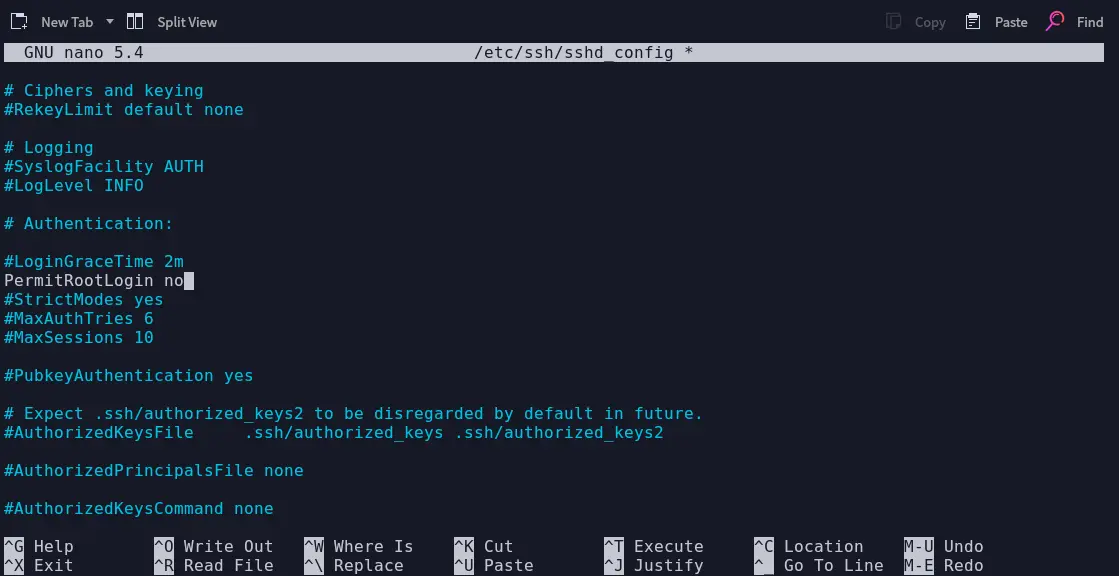 New Tab Split View Copy Paste Find
GNU nano 5.4 /etc/ssh/sshd_config *
# Ciphers and keying
#RekeyLimit default none
# Logging
#SyslogFacility AUTH
#LogLevel INFO
# Authentication:
#LoginGraceTime 2m
PermitRootLogin no
#StrictModes yes
#MaxAuthTries 6
#MaxSessions 10
#PubkeyAuthentication yes
# Expect .ssh/authorized_keys2 to be disregarded by default in future.
#AuthorizedKeysFile     .ssh/authorized_keys .ssh/authorized_keys2
#AuthorizedPrincipalsFile none
#AuthorizedKeysCommand none
^G Help ^O Write Out ^W Where Is ^K Cut ^T Execute ^C Location M-U Undo
^X Exit ^R Read File ^\ Replace ^U Paste ^J Justify ^_ Go To Line M-E Redo